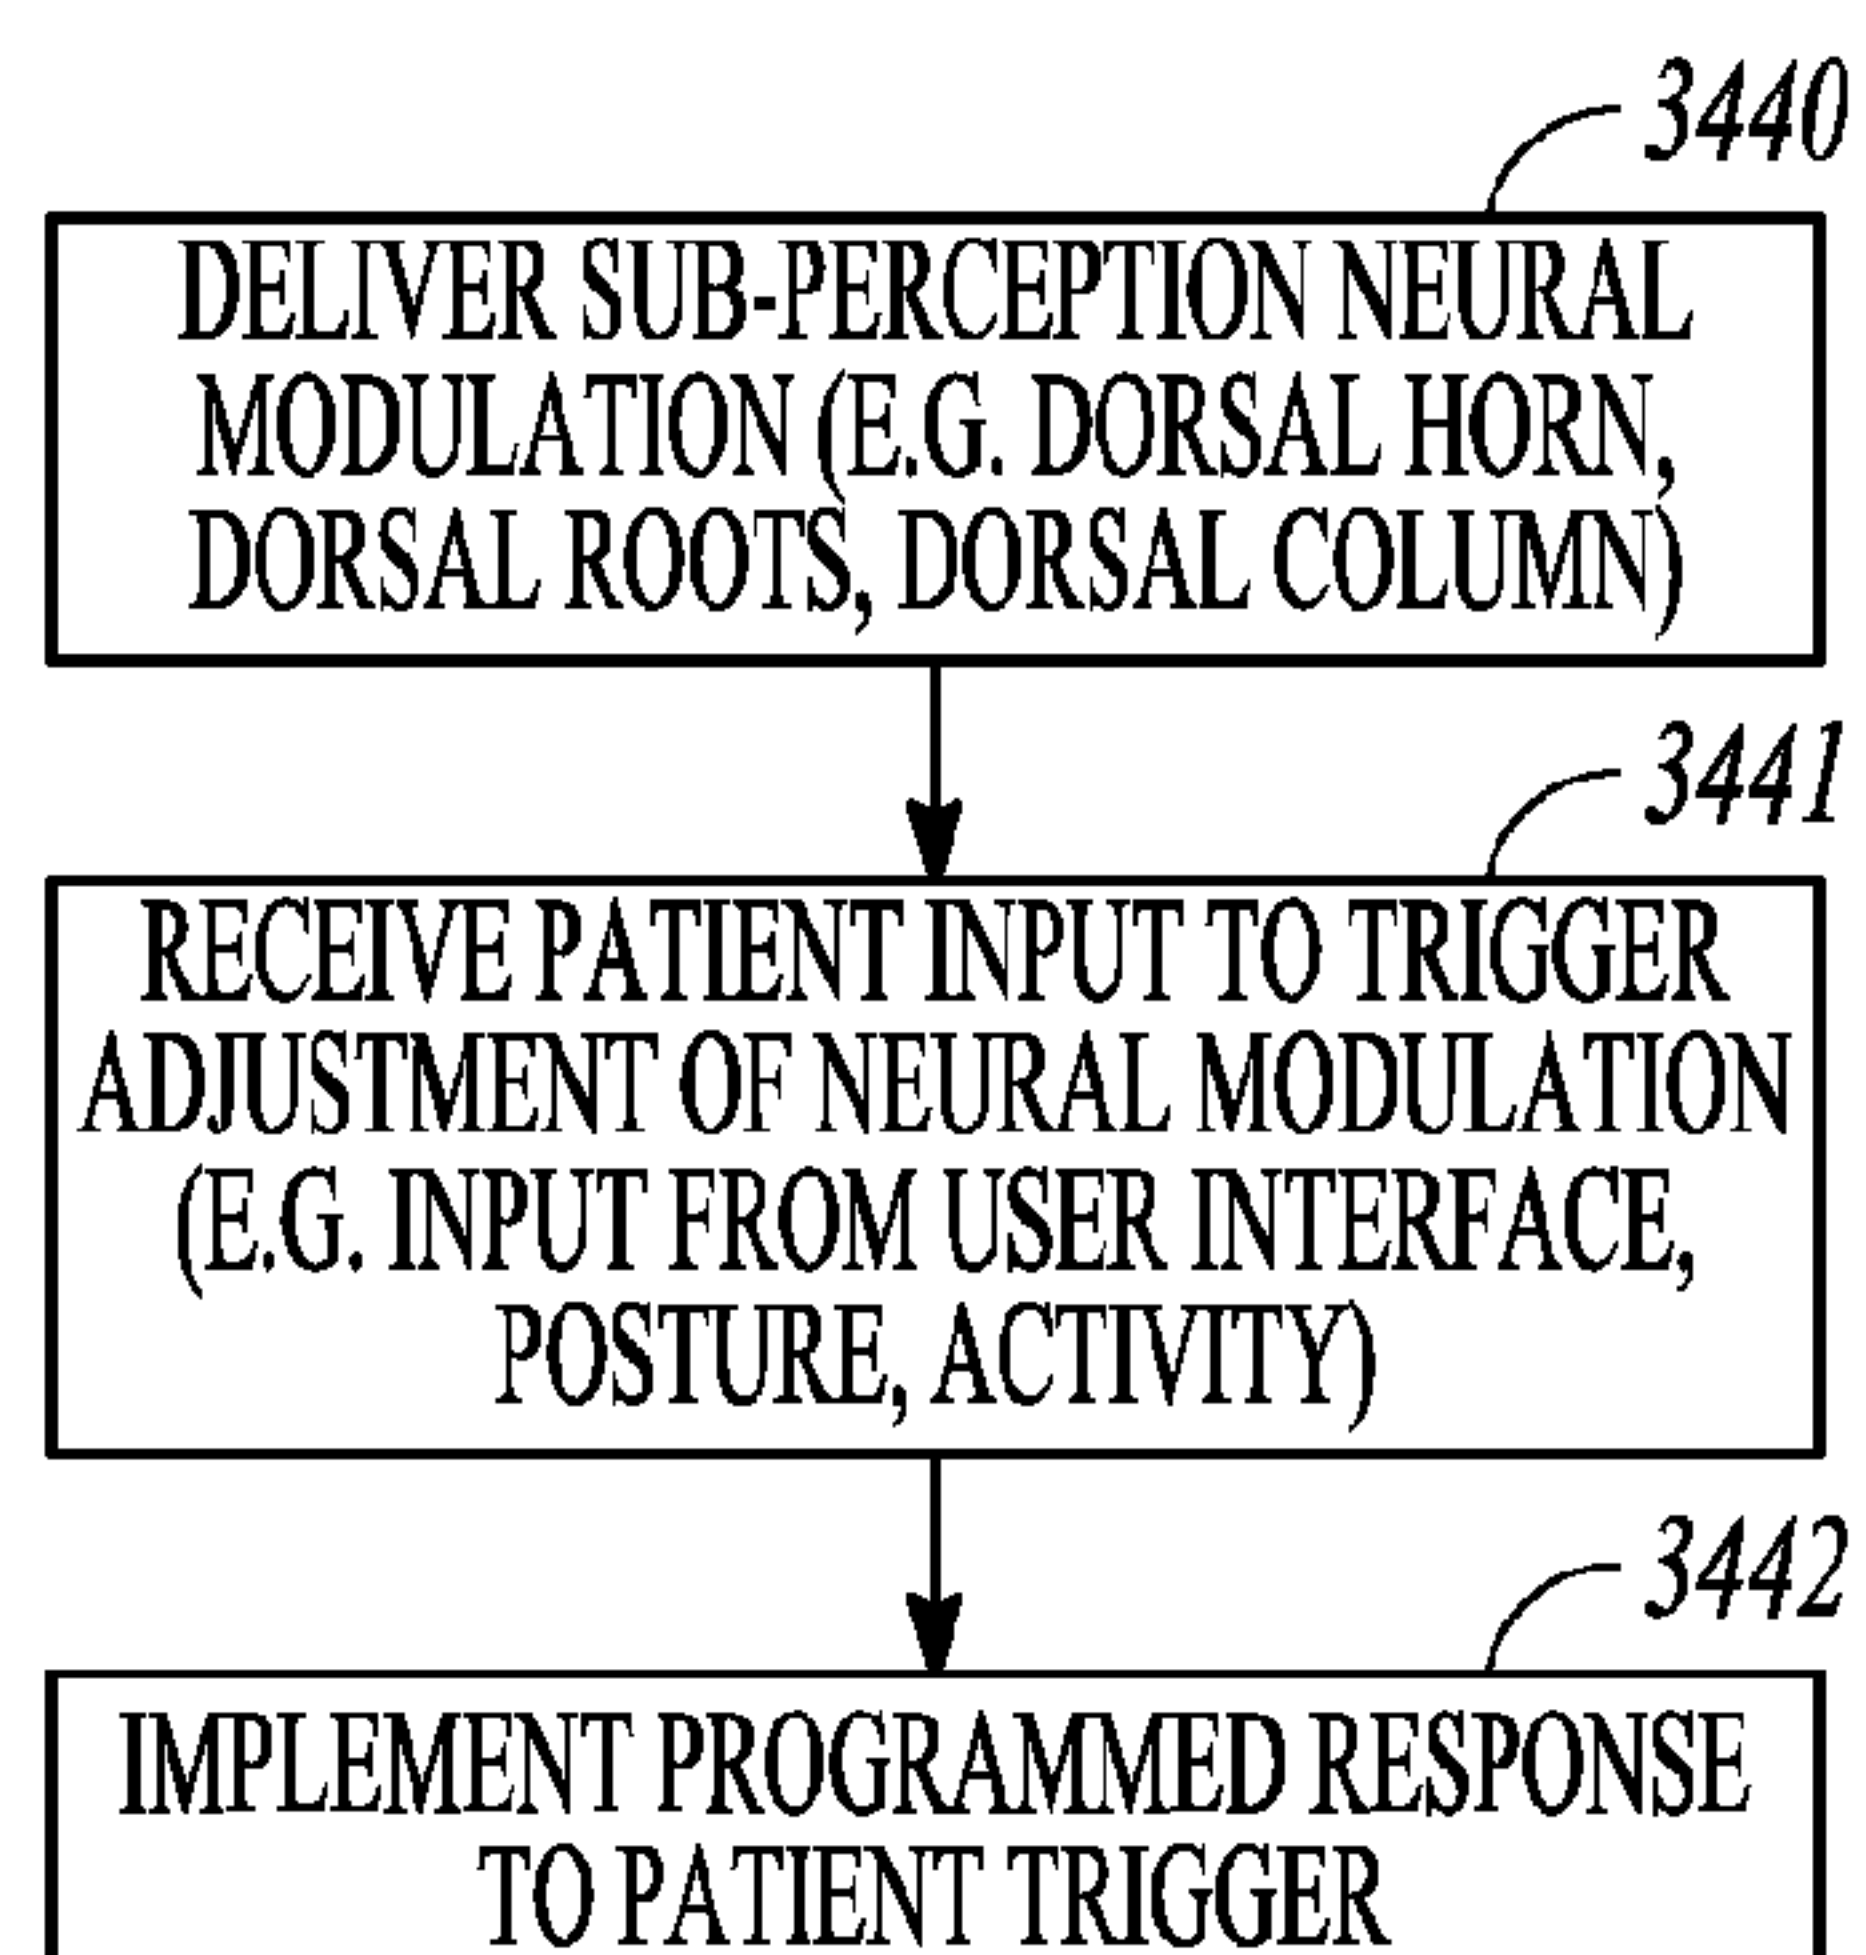 3440
DELIVER SUB-PERCEPTION NEURAL
MODULATION (E.G. DORSAL HORN,
DORSAL ROOTS, DORSAL COLUMN)
3441
RECEIVE PATIENT INPUT TO TRIGGER
ADJUSTMENT OF NEURAL MODULATION
(E.G. INPUT FROM USER INTERFACE,
POSTURE, ACTIVITY)
3442
IMPLEMENT PROGRAMMED RESPONSE
TO PATIENT TRIGGER